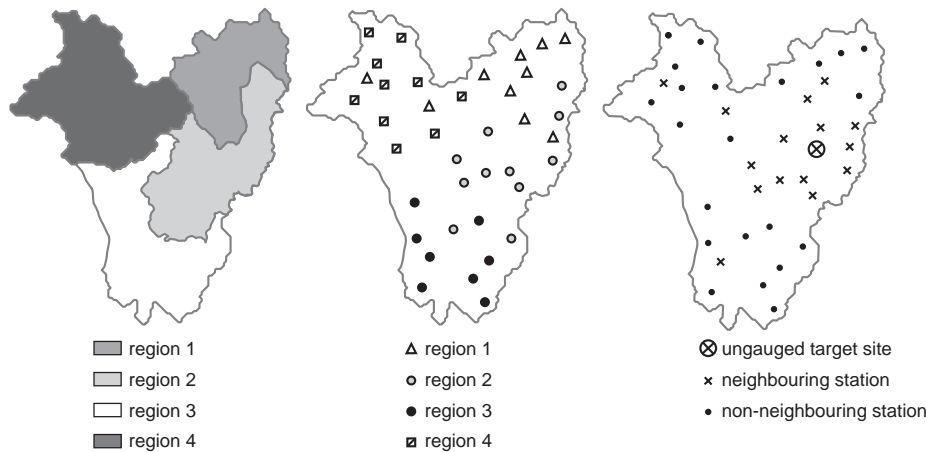 region 1
region 2
region 3
region 4
region 1
region 2
region 3
region 4
ungauged target site
neighbouring station
non-neighbouring station